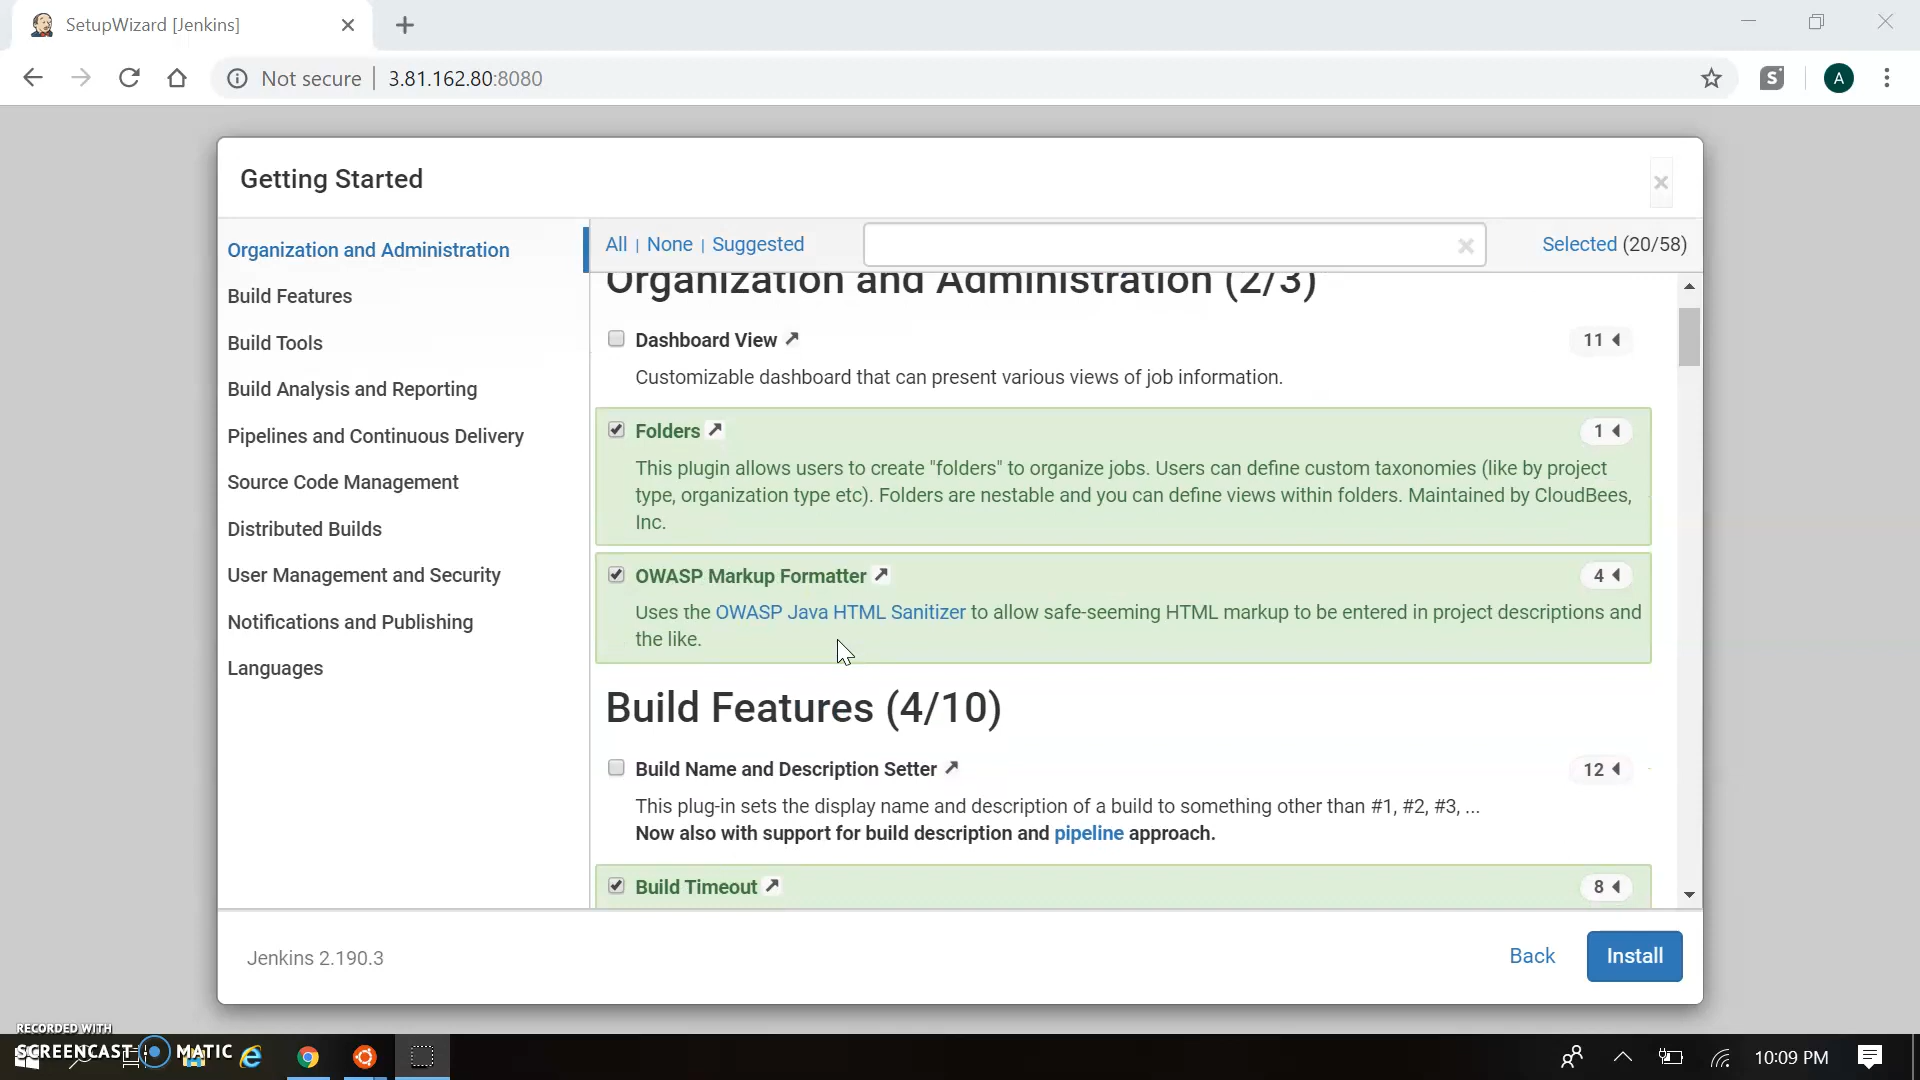 SetupWizard [Jenkins]
Not secure | 3.81.162.80:8080
S
A
Getting Started
Organization and Administration
Build Features
Build Tools
Build Analysis and Reporting
Pipelines and Continuous Delivery
Source Code Management
Distributed Builds
User Management and Security
Notifications and Publishing
Languages
All | None | Suggested
Selected (20/58)
Organization and Administration (2/3)
Dashboard View
11
Customizable dashboard that can present various views of job information.
Folders
1
This plugin allows users to create "folders" to organize jobs. Users can define custom taxonomies (like by project
type, organization type etc). Folders are nestable and you can define views within folders. Maintained by CloudBees,
Inc.
OWASP Markup Formatter
4
Uses the OWASP Java HTML Sanitizer to allow safe-seeming HTML markup to be entered in project descriptions and
the like.
Build Features (4/10)
Build Name and Description Setter
12
This plug-in sets the display name and description of a build to something other than #1, #2, #3, ...
Now also with support for build description and pipeline approach.
Build Timeout
8
Jenkins 2.190.3
Back
Install
RECORDED WITH
SCREENCAST MATIC
10:09 PM